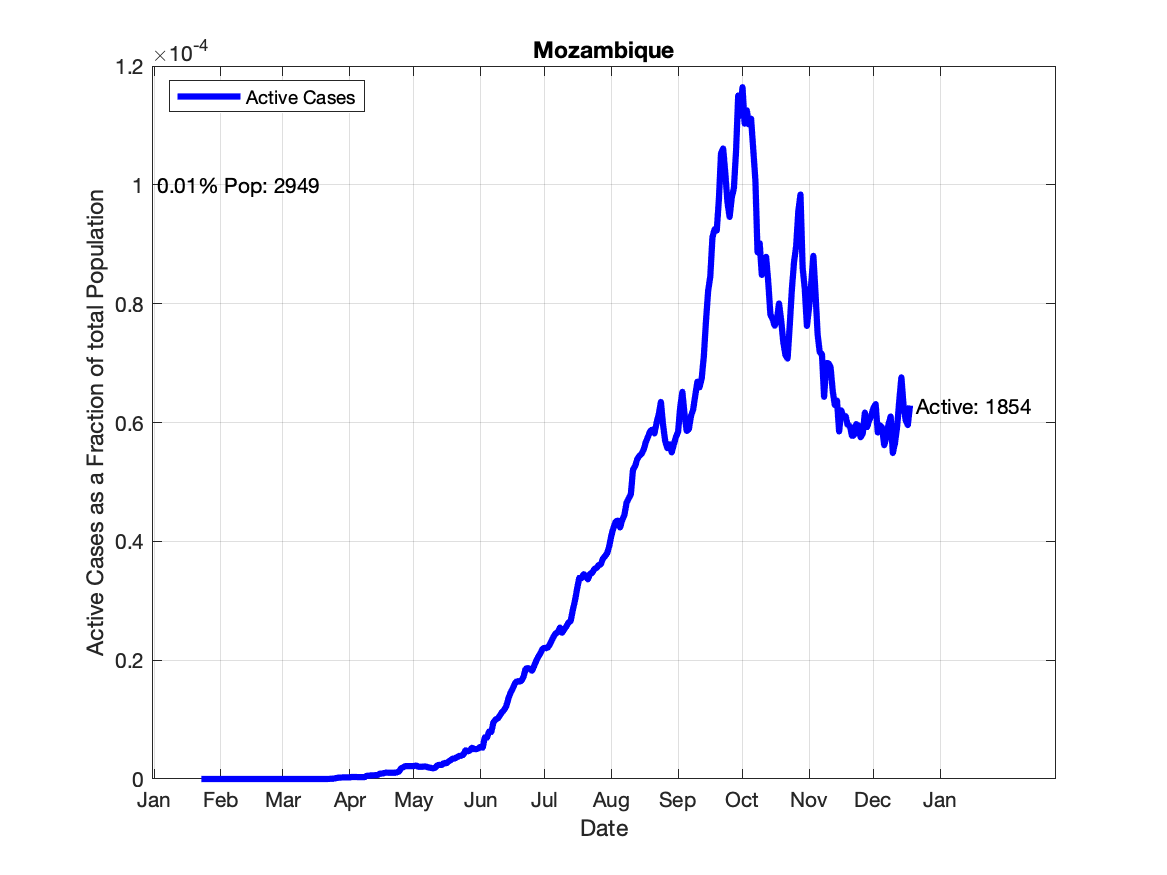 Mozambique
×10-4
1.2
Active Cases
1
0.01% Pop: 2949
0.8
0.6
Active: 1854
0.4
0.2
0
Active Cases as a Fraction of total Population
Jan Feb Mar Apr May Jun Jul Aug Sep Oct Nov Dec Jan
Date